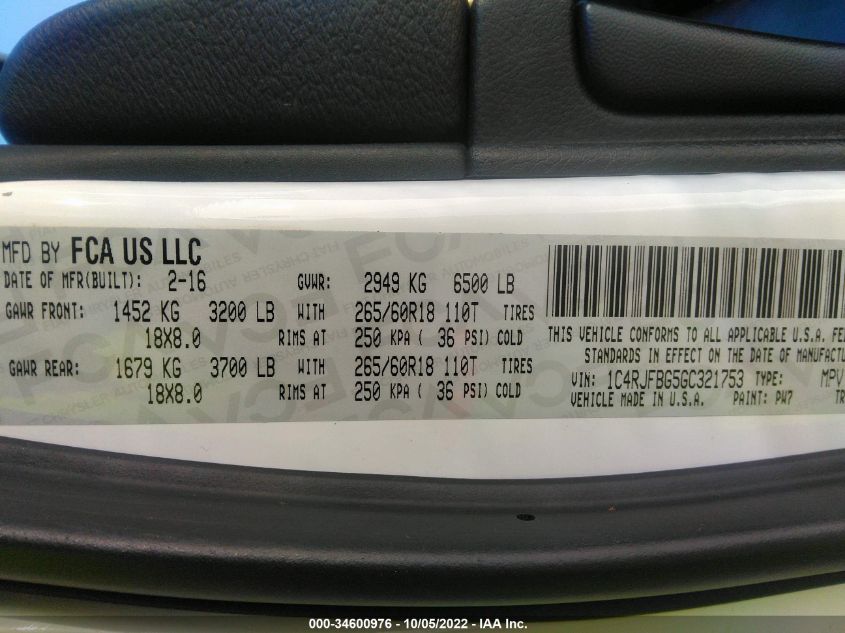 MFD BY FCA US LLC
DATE OF MFR(BUILT): 2-16 GVWR: 2949 KG 6500 LB
GAWR FRONT: 1452 KG 3200 LB WITH 265/60R18 110T TIRES
18X8.0 RIMS AT 250 KPA ( 36 PSI) COLD
GAWR REAR: 1679 KG 3700 LB WITH 265/60R18 110T TIRES
18X8.0 RIMS AT 250 KPA ( 36 PSI) COLD
THIS VEHICLE CONFORMS TO ALL APPLICABLE U.S.A.
STANDARDS IN EFFECT ON THE DATE OF
VIN: 1C4RJFBG5GC321753 TYPE: MPV
VEHICLE MADE IN U.S.A. PAINT: PW7
000-34600976 - 10/05/2022 - IAA Inc.